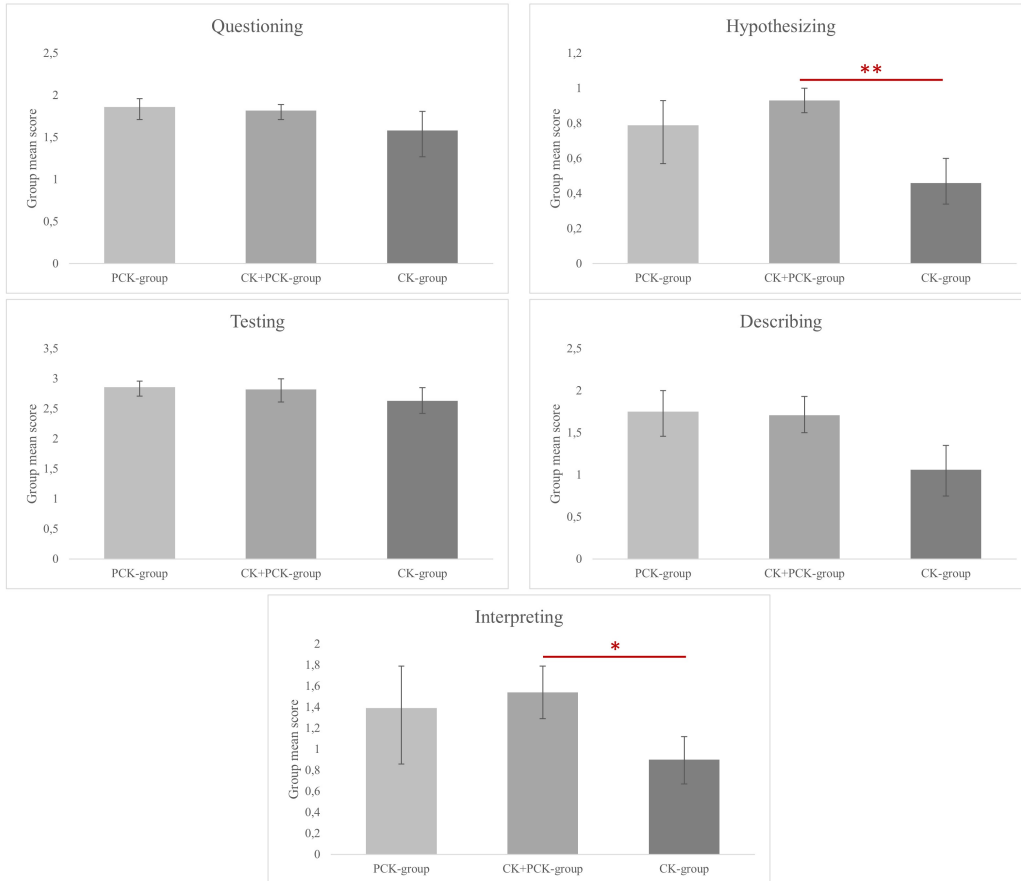 Questioning
Group mean score
2,5
2
1,5
1
0,5
0
PCK-group CK+PCK-group CK-group
Hypothesizing
**
Group mean score
1,2
1
0,8
0,6
0,4
0,2
0
PCK-group CK+PCK-group CK-group
Testing
Group mean score
3,5
3
2,5
2
1,5
1
0,5
0
PCK-group CK+PCK-group CK-group
Describing
Group mean score
2,5
2
1,5
1
0,5
0
PCK-group CK+PCK-group CK-group
Interpreting
*
Group mean score
2
1,8
1,6
1,4
1,2
1
0,8
0,6
0,4
0,2
0
PCK-group CK+PCK-group CK-group